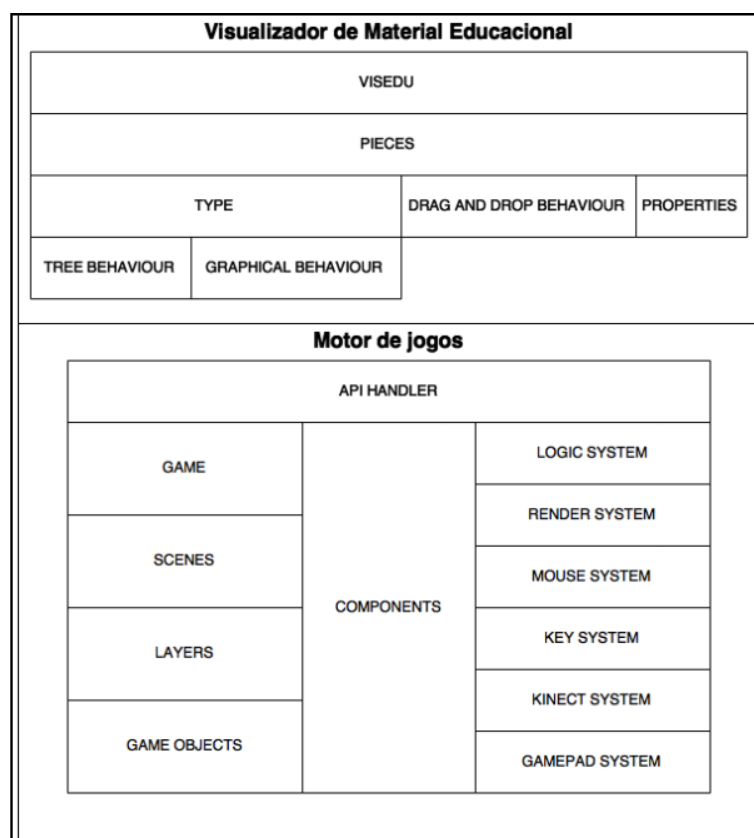 Visualizador de Material Educacional
VISEDU
PIECES
TYPE
DRAG AND DROP BEHAVIOUR
PROPERTIES
TREE BEHAVIOUR
GRAPHICAL BEHAVIOUR
Motor de jogos
API HANDLER
GAME
SCENES
LAYERS
GAME OBJECTS
COMPONENTS
LOGIC SYSTEM
RENDER SYSTEM
MOUSE SYSTEM
KEY SYSTEM
KINECT SYSTEM
GAMEPAD SYSTEM